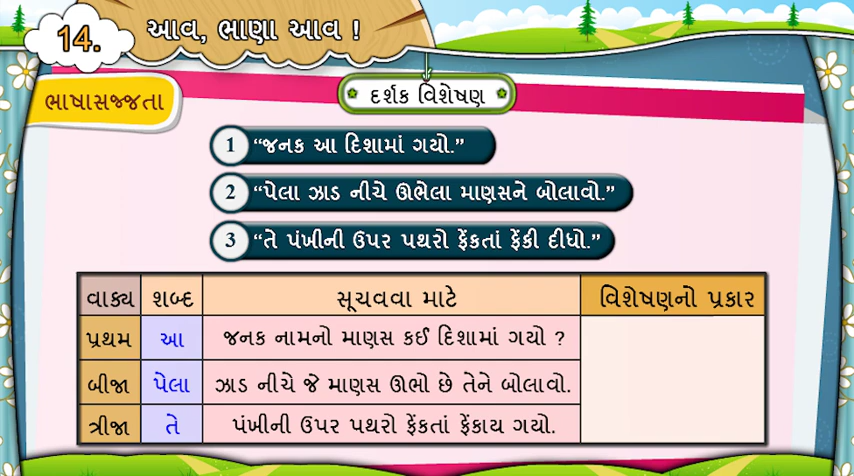 14. આવ, ભાણા આવ !
ભાષાસજ્જતા
દર્શક વિશેષણ
1 “જનક આ દિશામાં ગયો.”
2 “પેલા ઝાડ નીચે ઊભેલા માણસને બોલાવો.”
3 “તે પંખીની ઉપર પથરો ફેંકતાં ફેંકી દીધો.”
વાક્ય શબ્દ સૂચવવા માટે વિશેષણનો પ્રકાર
પ્રથમ આ જનક નામનો માણસ કઈ દિશામાં ગયો ?
બીજા પેલા ઝાડ નીચે જે માણસ ઊભો છે તેને બોલાવો.
ત્રીજા તે પંખીની ઉપર પથરો ફેંકતાં ફેંકાય ગયો.